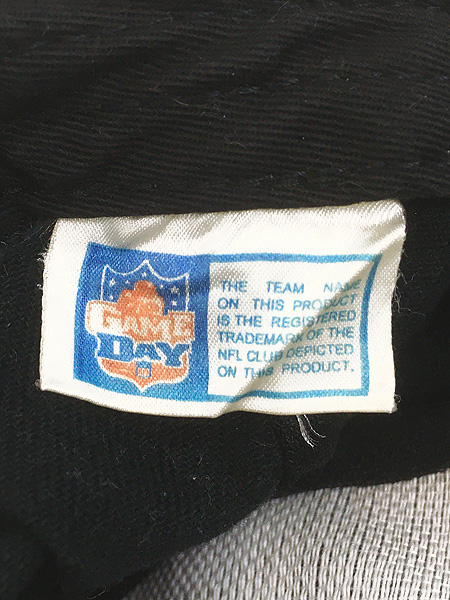 GAME
DAY
THE TEAM NAME
ON THIS PRODUCT
IS THE REGISTERED
TRADEMARK OF THE
NFL CLUB DEPICTED
ON THIS PRODUCT.